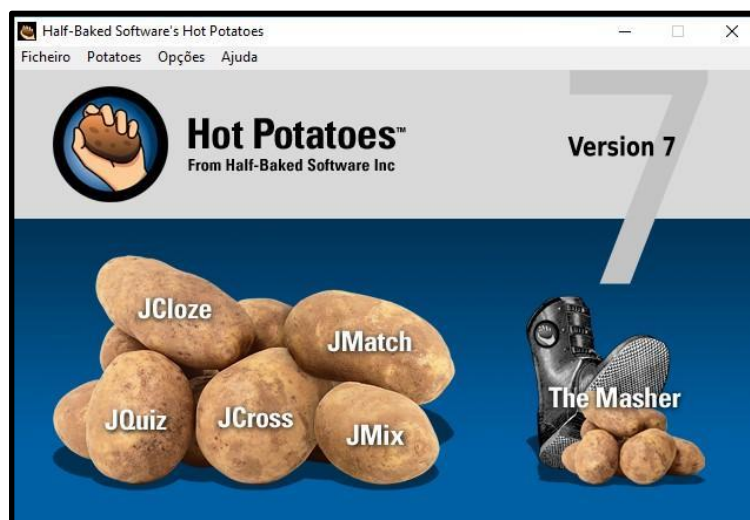 Half-Baked Software's Hot Potatoes
Ficheiro Potatoes Opções Ajuda
Hot Potatoes™
From Half-Baked Software Inc
7
Version 7
JCloze
JMatch
JQuiz
JCross
JMix
The Masher